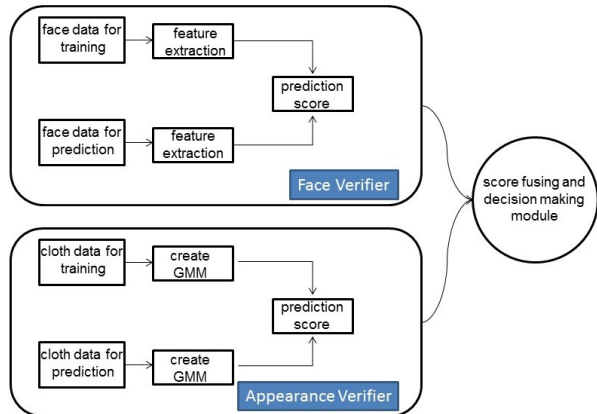 face data for
training
feature
extraction
prediction
score
face data for
prediction
feature
extraction
Face Verifier
score fusing and
decision making
module
cloth data for
training
create
GMM
prediction
score
cloth data for
prediction
create
GMM
Appearance Verifier